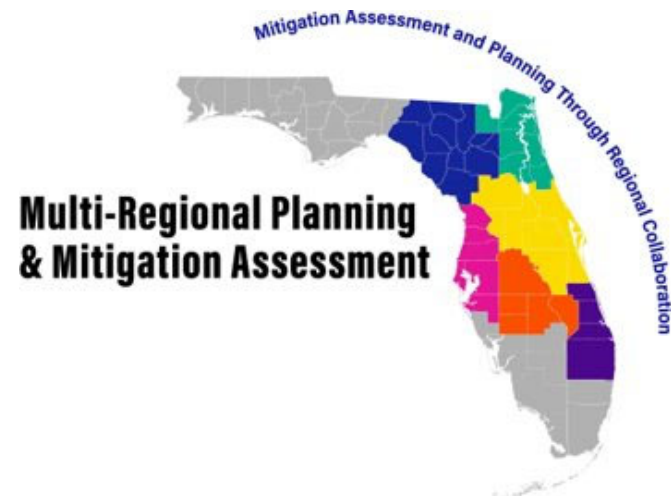 Mitigation Assessment and Planning Through Regional Collaboration
Multi-Regional Planning
& Mitigation Assessment